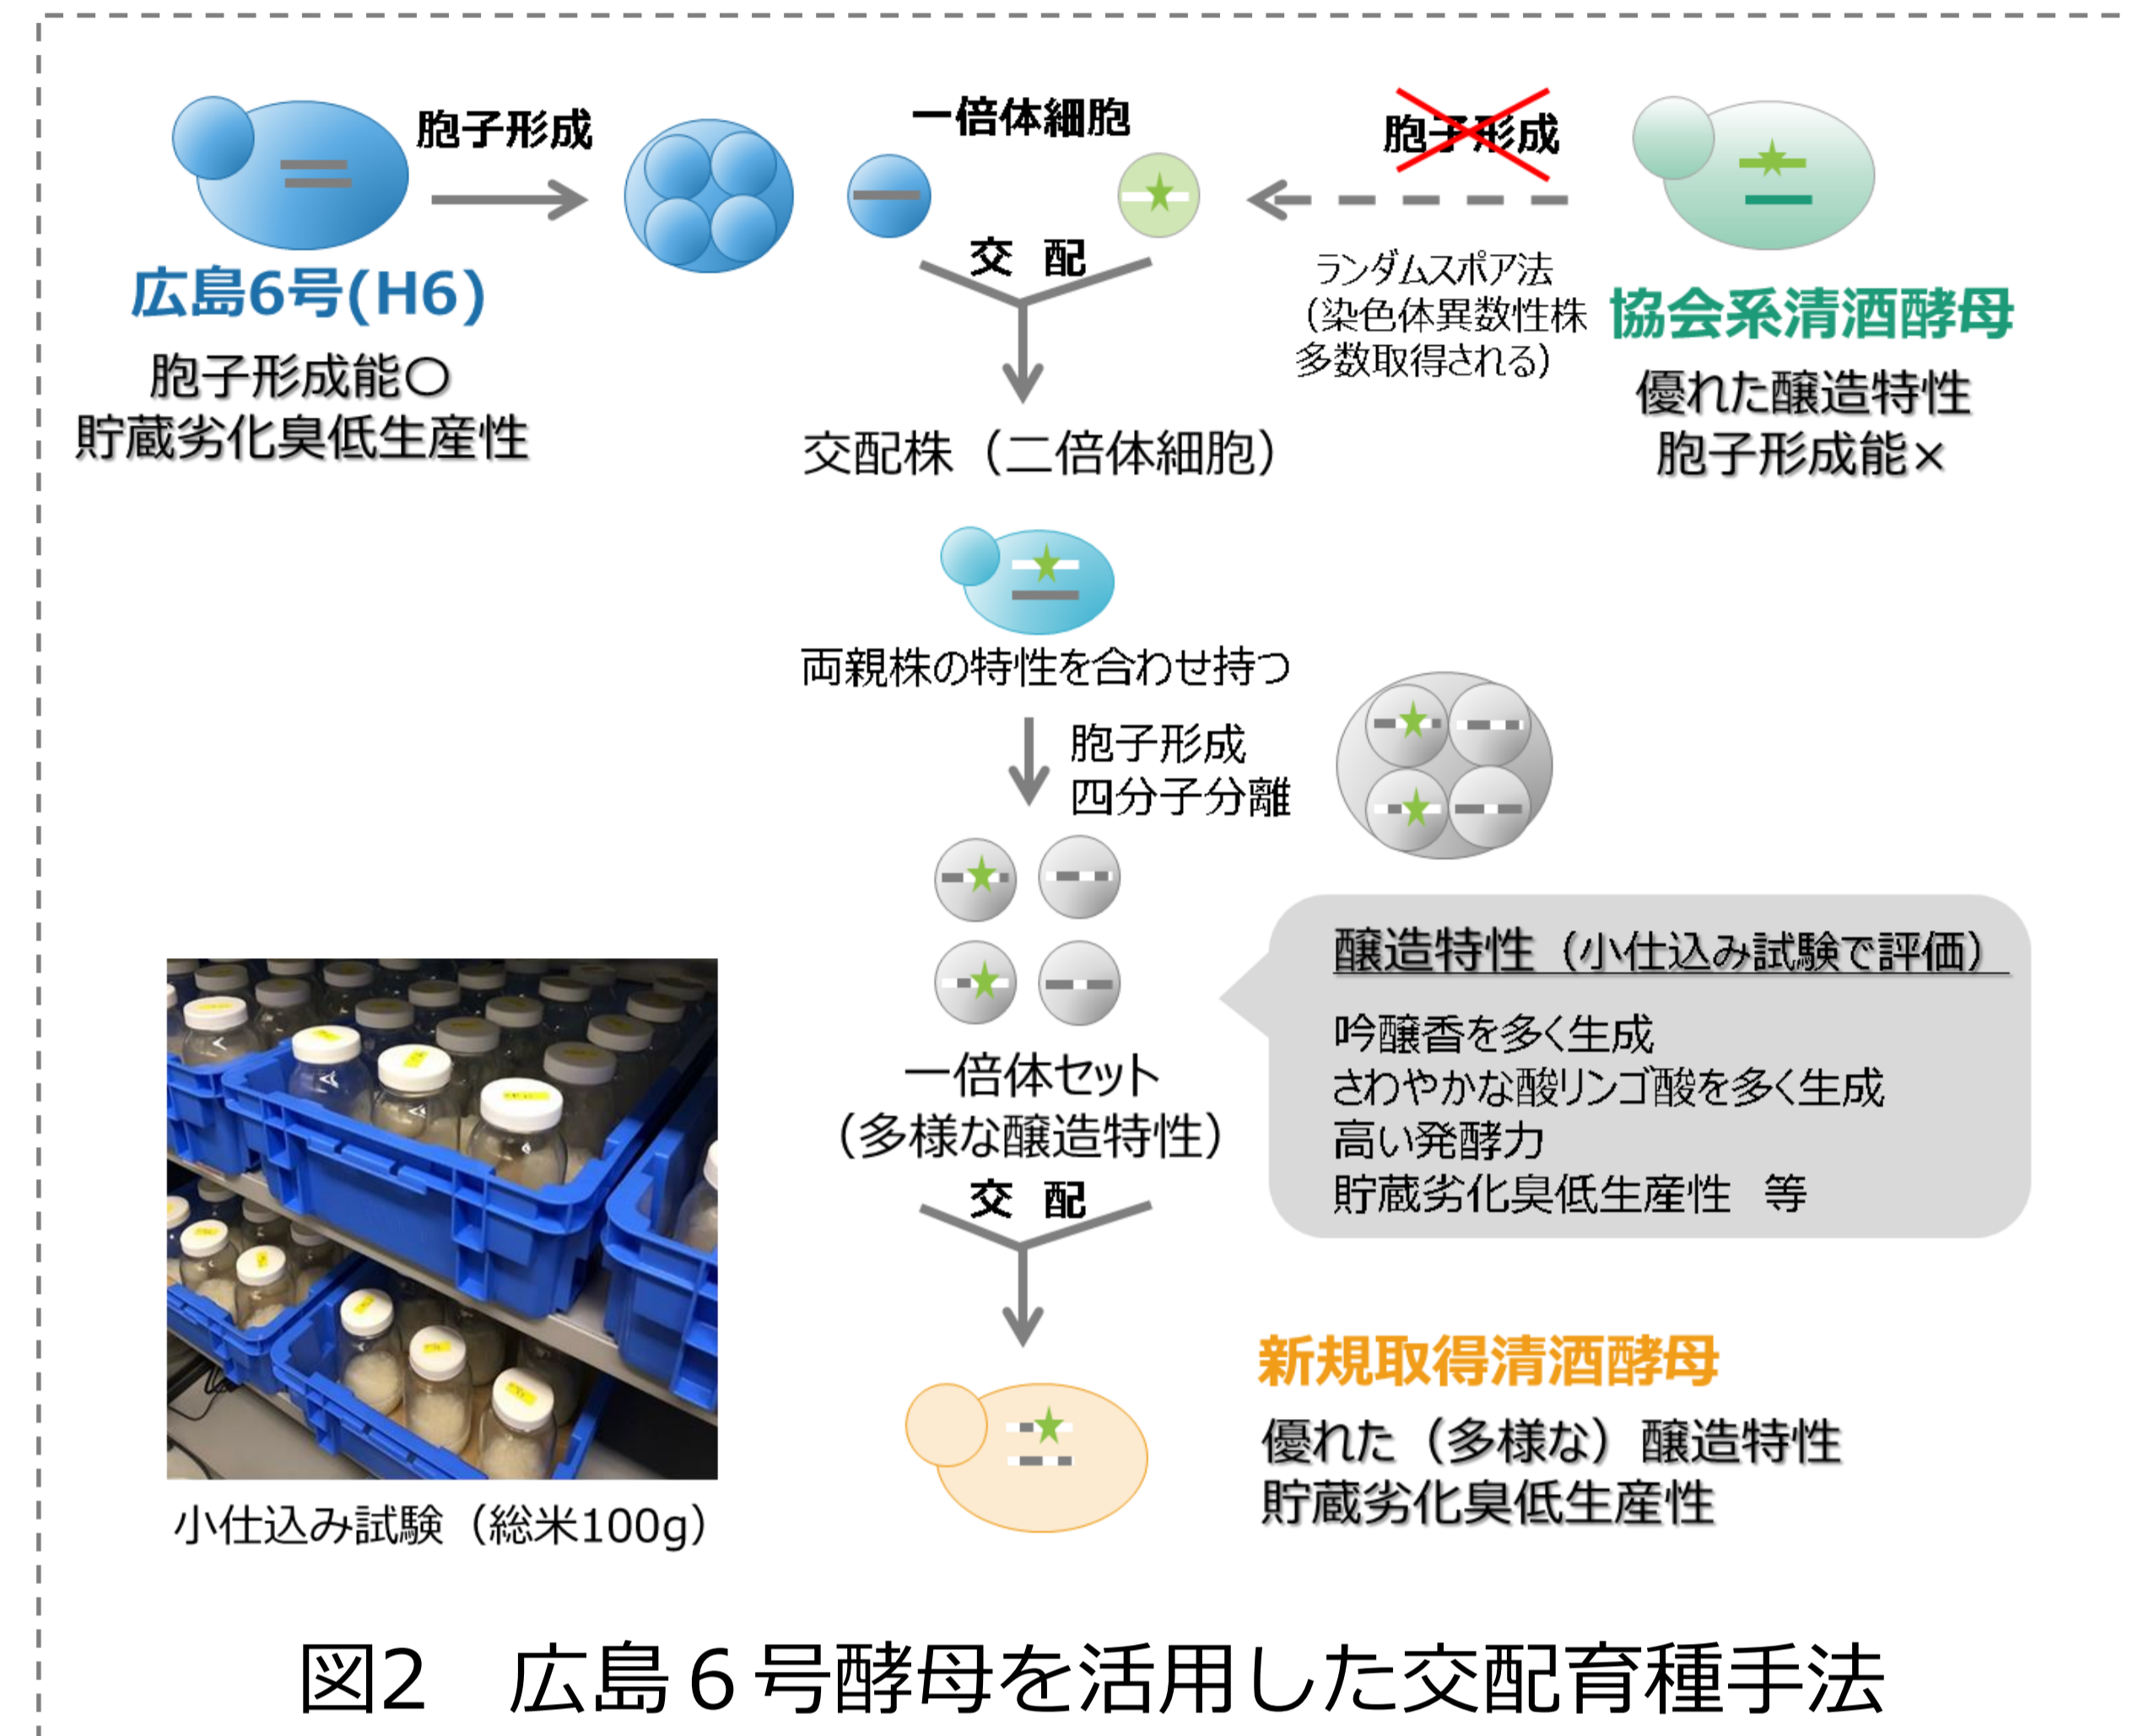 胞子形成
一倍体細胞
胞子形成
交 配
広島6号(H6)
胞子形成能〇
貯蔵劣化臭低生産性
ランダムスポア法
（染色体異数性株
多数取得される）
協会系清酒酵母
優れた醸造特性
胞子形成能×
交配株（二倍体細胞）
両親株の特性を合わせ持つ
胞子形成
四分子分離
一倍体セット
（多様な醸造特性）
醸造特性（小仕込み試験で評価）
吟醸香を多く生成
さわやかな酸リンゴ酸を多く生成
高い発酵力
貯蔵劣化臭低生産性　等
交 配
新規取得清酒酵母
優れた（多様な）醸造特性
貯蔵劣化臭低生産性
小仕込み試験（総米100g）
図2　広島６号酵母を活用した交配育種手法